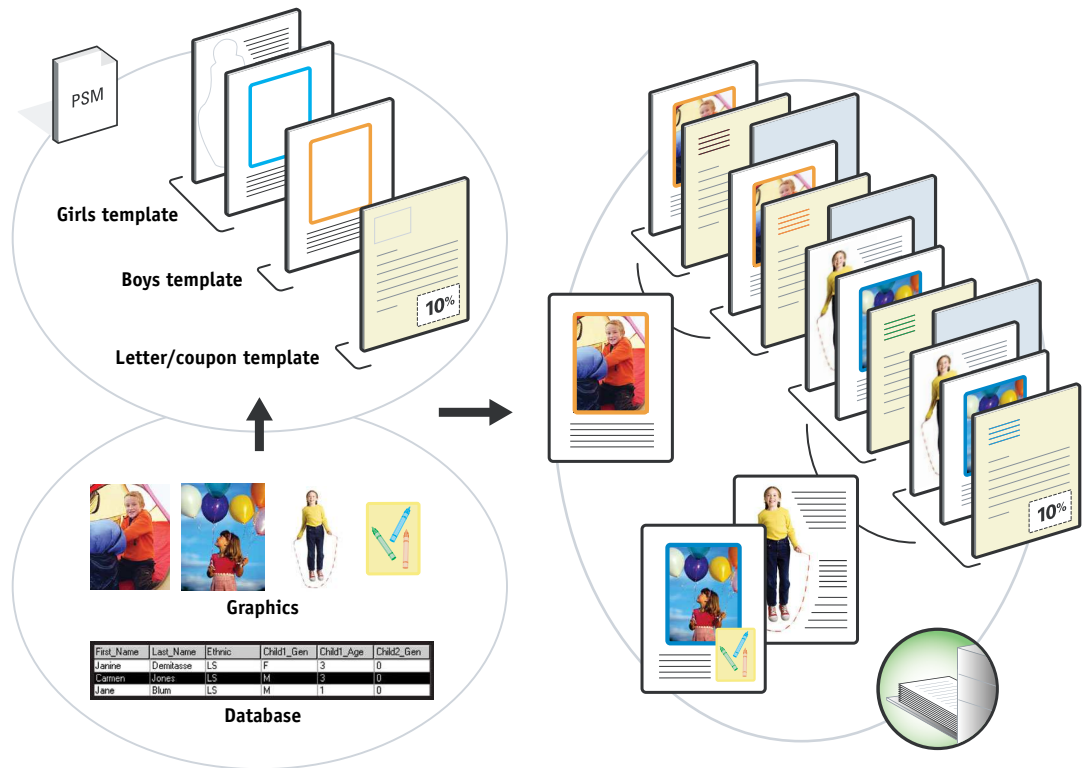 PSM
Girls template
Boys template
10%
Letter/coupon template
Graphics
First_Name Last_Name Ethnic Child1_Gen Child1_Age Child2_Gen
Janine Demitasse LS F 3 0
Carmen Jones LS M 3 0
Jane Blum LS M 1 0
Database
10%